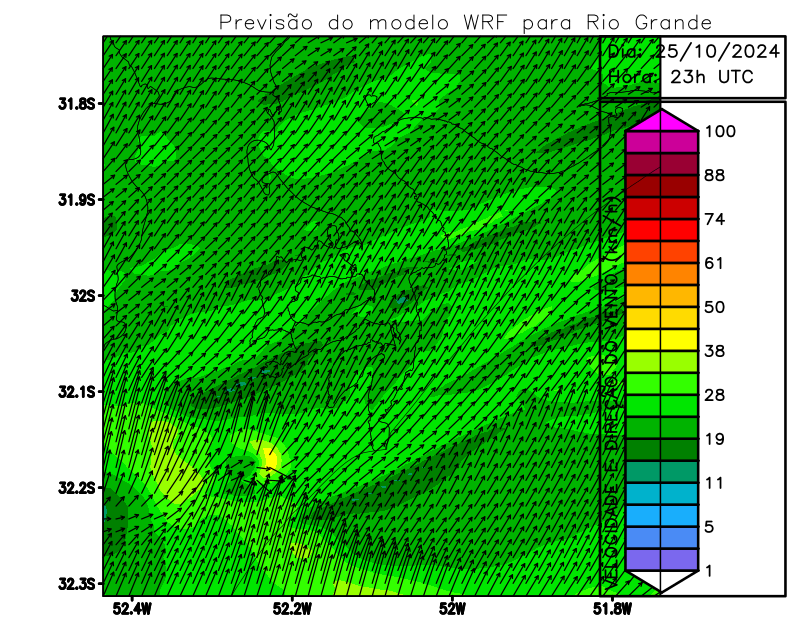 Previsão do modelo WRF para Rio Grande
Dia: 25/10/2024
Hora: 23h UTC
31.8S
31.9S
32S
32.1S
32.2S
32.3S
52.4W
52.2W
52W
51.8W
VELOCIDADE E DIREÇÃO DO VENTO (km/h)
100
88
74
61
50
38
28
19
11
5
1